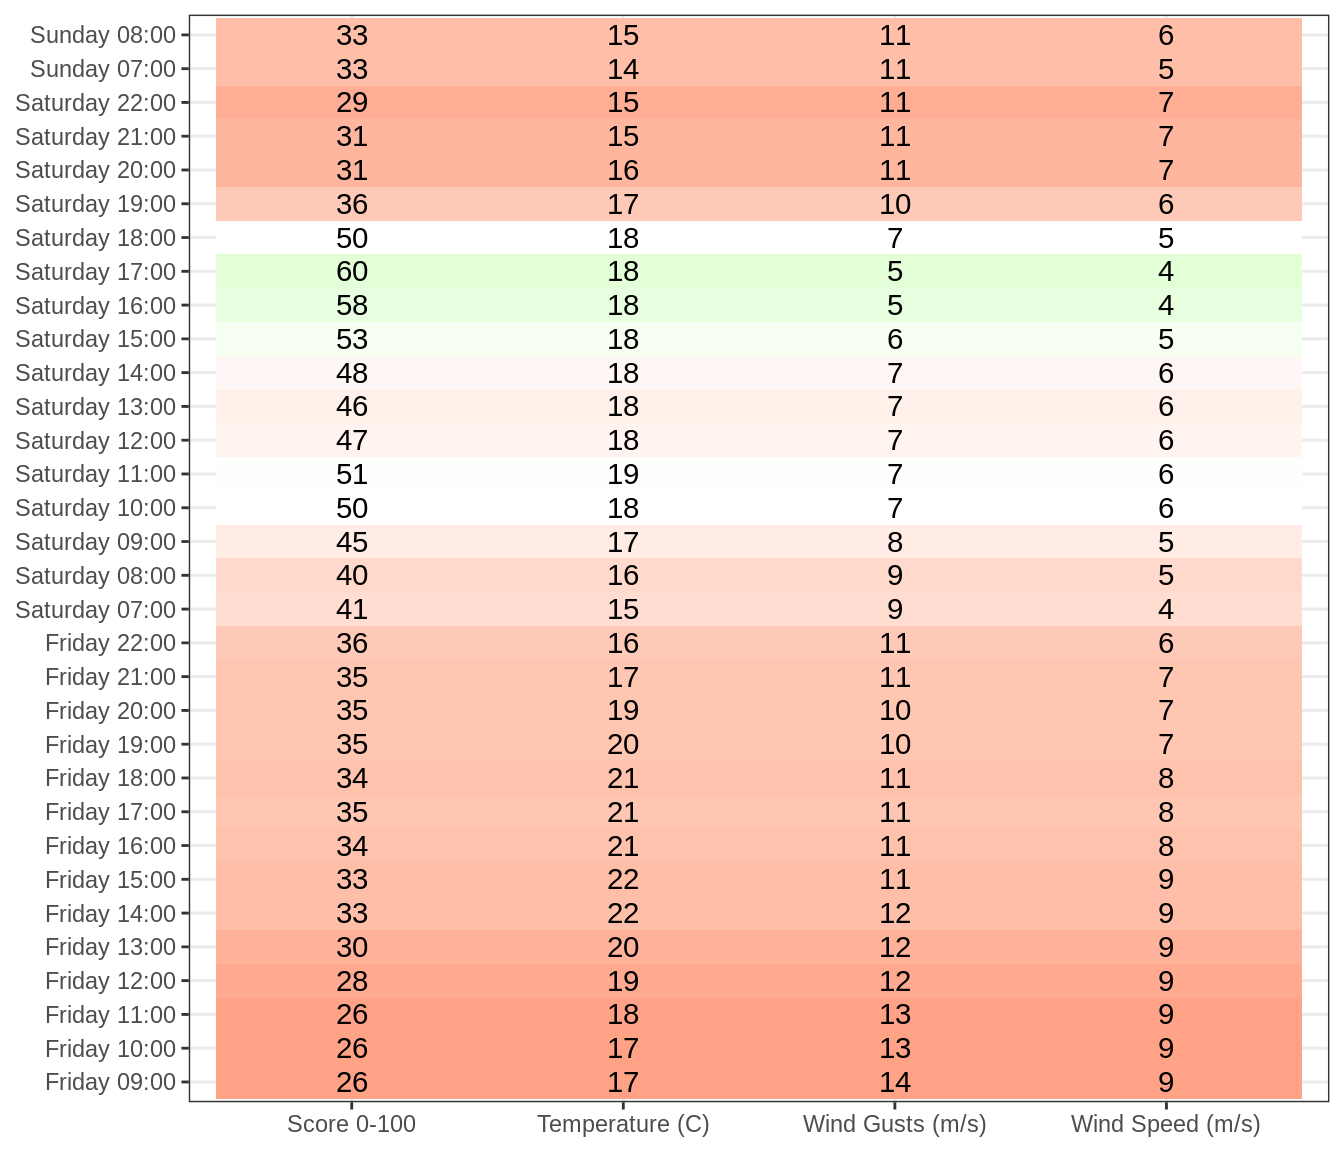 Sunday 08:00 33 15 11 6
Sunday 07:00 33 14 11 5
Saturday 22:00 29 15 11 7
Saturday 21:00 31 15 11 7
Saturday 20:00 31 16 11 7
Saturday 19:00 36 17 10 6
Saturday 18:00 50 18 7 5
Saturday 17:00 60 18 5 4
Saturday 16:00 58 18 5 4
Saturday 15:00 53 18 6 5
Saturday 14:00 48 18 7 6
Saturday 13:00 46 18 7 6
Saturday 12:00 47 18 7 6
Saturday 11:00 51 19 7 6
Saturday 10:00 50 18 7 6
Saturday 09:00 45 17 8 5
Saturday 08:00 40 16 9 5
Saturday 07:00 41 15 9 4
Friday 22:00 36 16 11 6
Friday 21:00 35 17 11 7
Friday 20:00 35 19 10 7
Friday 19:00 35 20 10 7
Friday 18:00 34 21 11 8
Friday 17:00 35 21 11 8
Friday 16:00 34 21 11 8
Friday 15:00 33 22 11 9
Friday 14:00 33 22 12 9
Friday 13:00 30 20 12 9
Friday 12:00 28 19 12 9
Friday 11:00 26 18 13 9
Friday 10:00 26 17 13 9
Friday 09:00 26 17 14 9
Score 0-100 Temperature (C) Wind Gusts (m/s) Wind Speed (m/s)